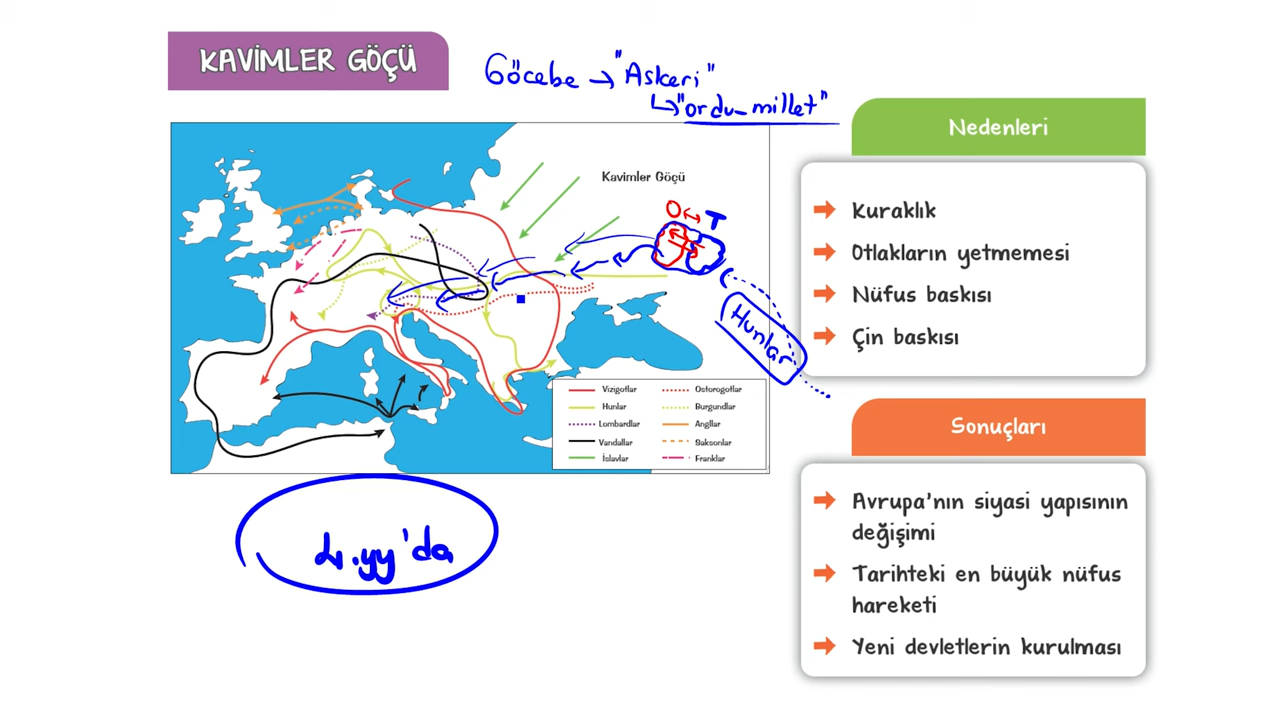 KAVİMLER GÖÇÜ
Göcebe → "Askeri"
↳ "ordu-millet"
Kavimler Göçü
O ↔ T
Hunlar
Vizigotlar
Hunlar
Lombardlar
Vandallar
İslavlar
Ostorogotlar
Burgundlar
Angllar
Saksonlar
Franklar
4.yy'da
Nedenleri
Kuraklık
Otlakların yetmemesi
Nüfus baskısı
Çin baskısı
Sonuçları
Avrupa'nın siyasi yapısının
değişimi
Tarihteki en büyük nüfus
hareketi
Yeni devletlerin kurulması